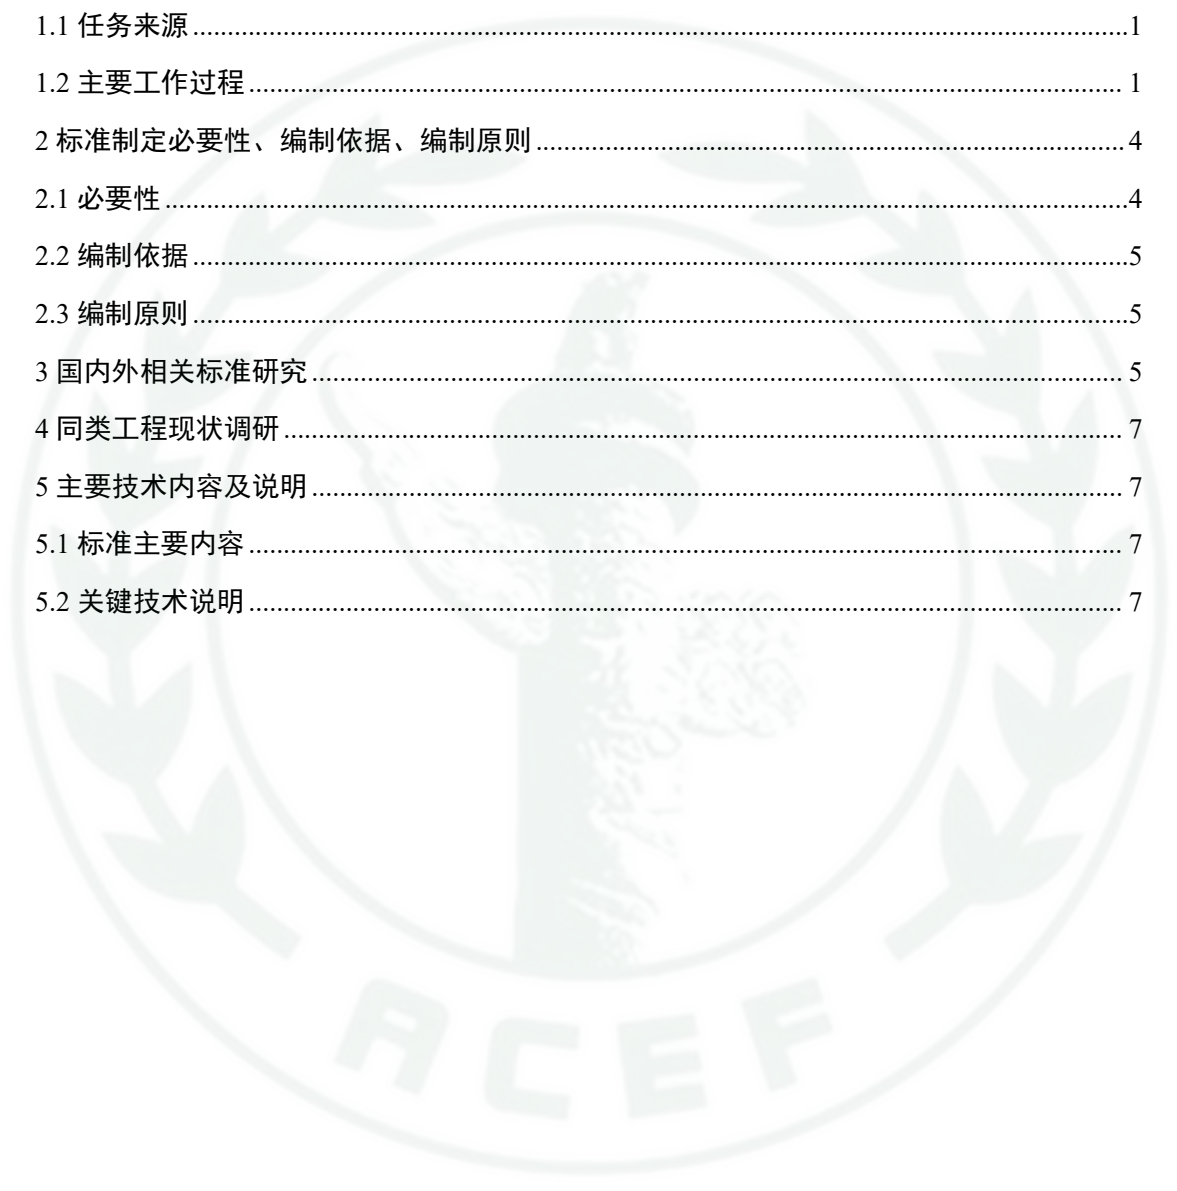 1.1 任务来源........................................................................1
1.2 主要工作过程........................................................................1
2 标准制定必要性、编制依据、编制原则........................................................................4
2.1 必要性........................................................................4
2.2 编制依据........................................................................5
2.3 编制原则........................................................................5
3 国内外相关标准研究........................................................................5
4 同类工程现状调研........................................................................7
5 主要技术内容及说明........................................................................7
5.1 标准主要内容........................................................................7
5.2 关键技术说明........................................................................7
ACEF